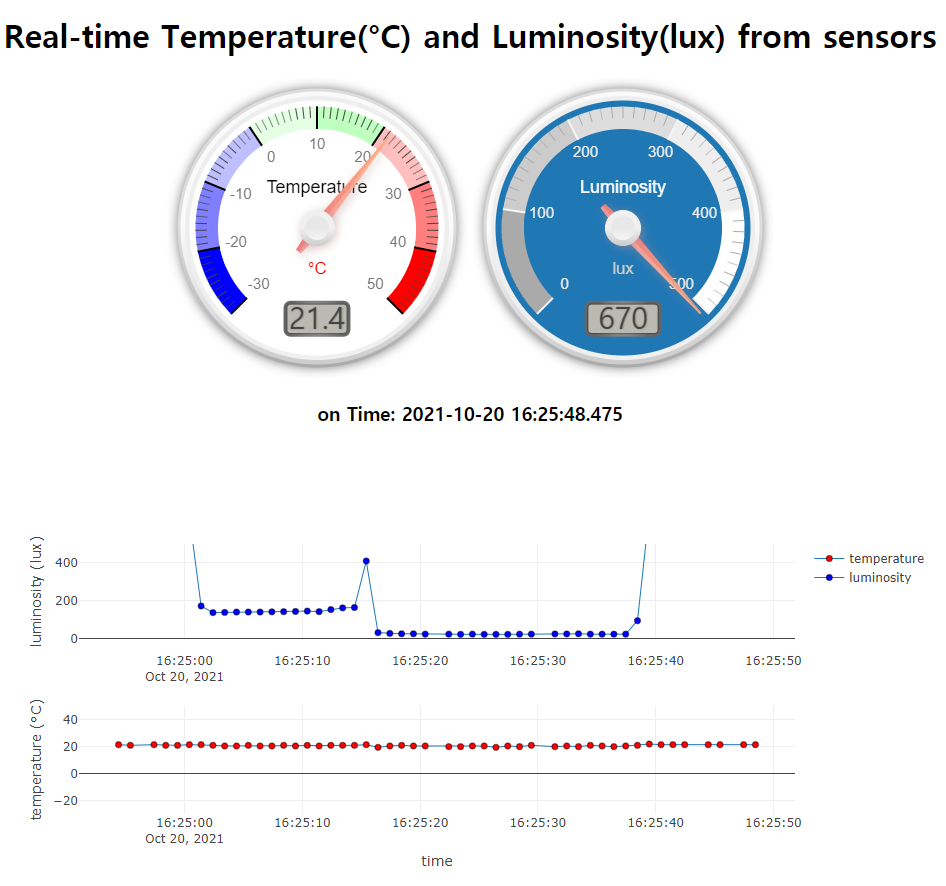 Real-time Temperature(°C) and Luminosity(lux) from sensors
-30
-20
-10
0
10
20
30
40
50
Temperature
°C
21.4
0
100
200
300
400
500
Luminosity
lux
670
on Time: 2021-10-20 16:25:48.475
luminosity (lux)
400
200
0
16:25:00
Oct 20, 2021
16:25:10
16:25:20
16:25:30
16:25:40
16:25:50
temperature
luminosity
temperature (°C)
40
20
0
−20
16:25:00
Oct 20, 2021
16:25:10
16:25:20
16:25:30
16:25:40
16:25:50
time